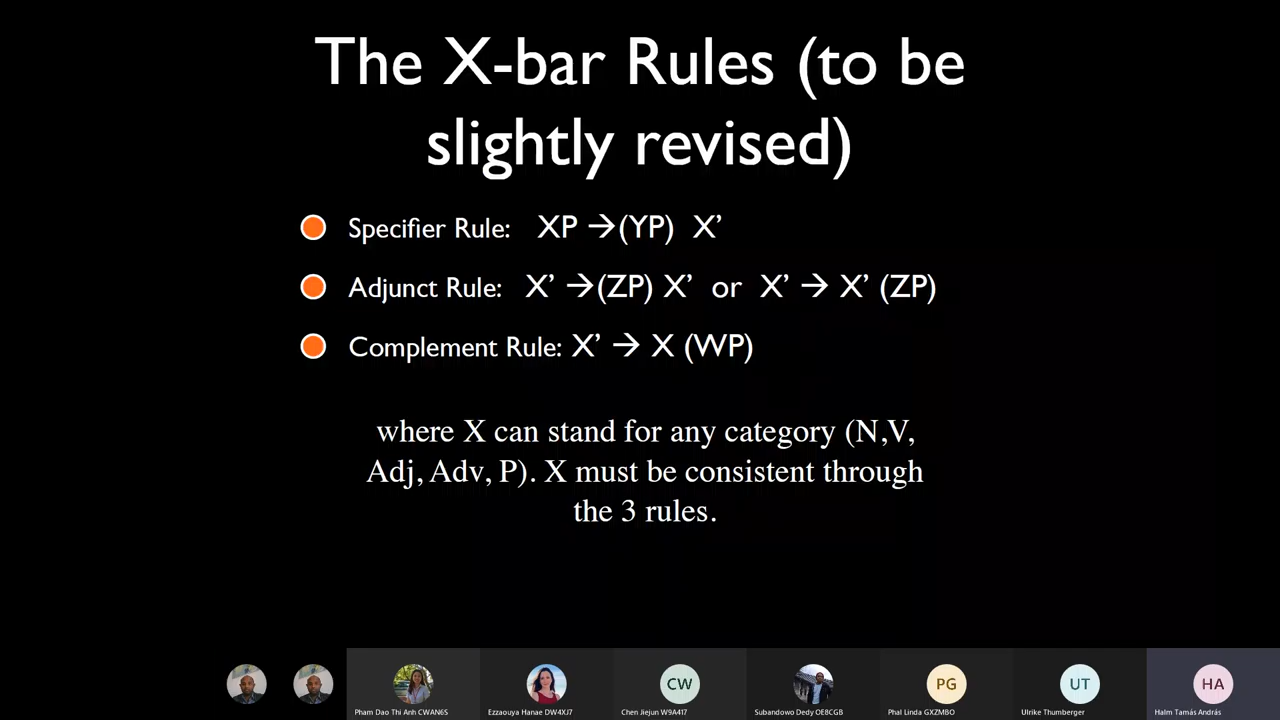 The X-bar Rules (to be
slightly revised)
Specifier Rule: XP →(YP) X’
Adjunct Rule: X’ →(ZP) X’ or X’ → X’ (ZP)
Complement Rule: X’ → X (WP)
where X can stand for any category (N,V,
Adj, Adv, P). X must be consistent through
the 3 rules.
CW PG UT HA
Pham Dao Thi Anh CWAN6S Ezzaouya Hanae DW4XJ7 Chen Jiejun W9A417 Subandowo Dedy OE8CGB Phal Linda GXZMBO Ulrike Thumberger Halm Tamás András